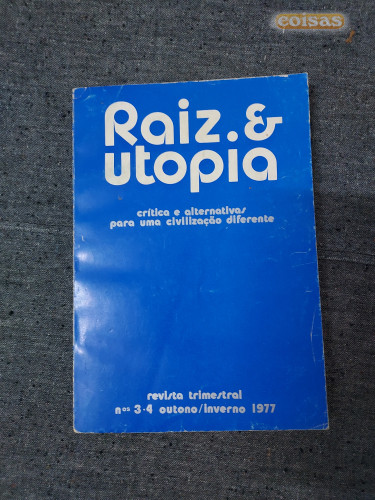 coisas
Raiz. &
utopia
crítica e alternativas
para uma civilização diferente
revista trimestral
nos 3-4 outono/inverno 1977